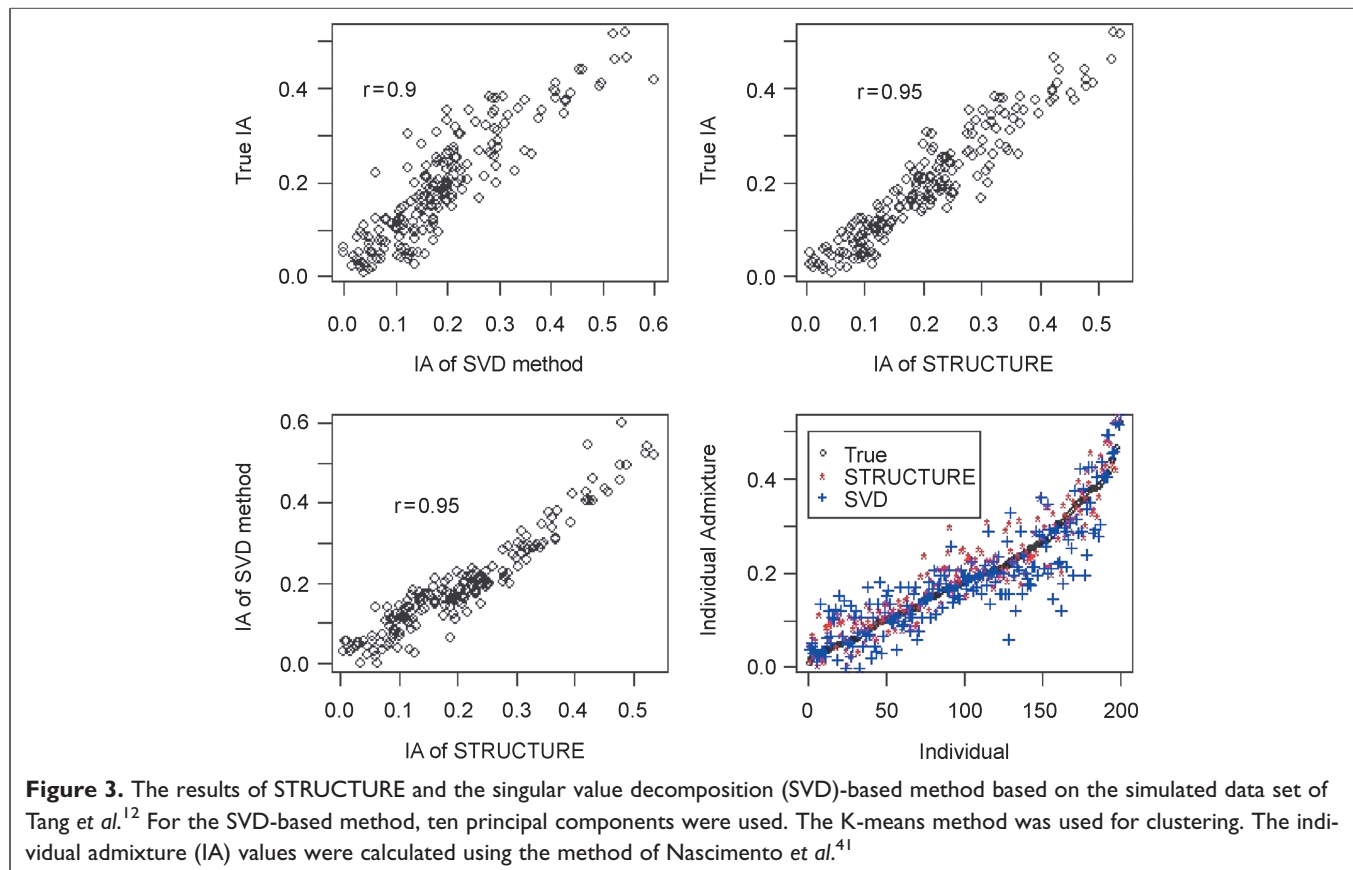 r=0.9
True IA
0.4
0.2
0.0
0.0 0.1 0.2 0.3 0.4 0.5 0.6
IA of SVD method
r=0.95
True IA
0.4
0.2
0.0
0.0 0.1 0.2 0.3 0.4 0.5
IA of STRUCTURE
r=0.95
IA of SVD method
0.6
0.4
0.2
0.0
0.0 0.1 0.2 0.3 0.4 0.5
IA of STRUCTURE
True
STRUCTURE
SVD
Individual Admixture
0.4
0.2
0.0
0 50 100 150 200
Individual
Figure 3. The results of STRUCTURE and the singular value decomposition (SVD)-based method based on the simulated data set of
Tang et al.12 For the SVD-based method, ten principal components were used. The K-means method was used for clustering. The indi-
vidual admixture (IA) values were calculated using the method of Nascimento et al.41